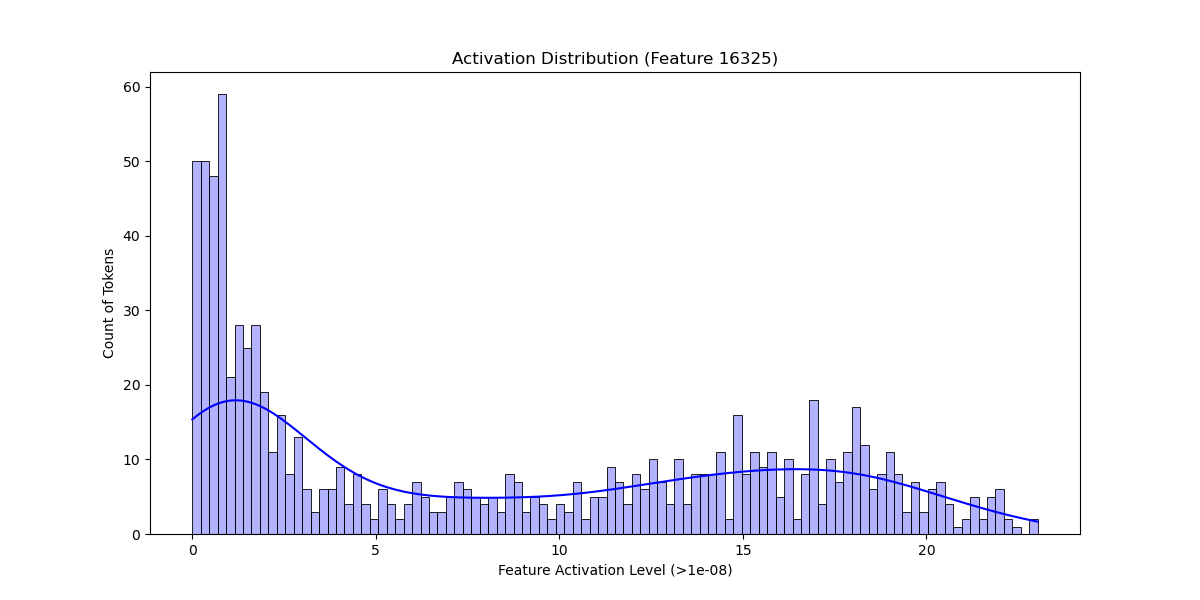 Activation Distribution (Feature 16325)
60
50
40
30
20
10
0
Count of Tokens
0 5 10 15 20
Feature Activation Level (>1e-08)